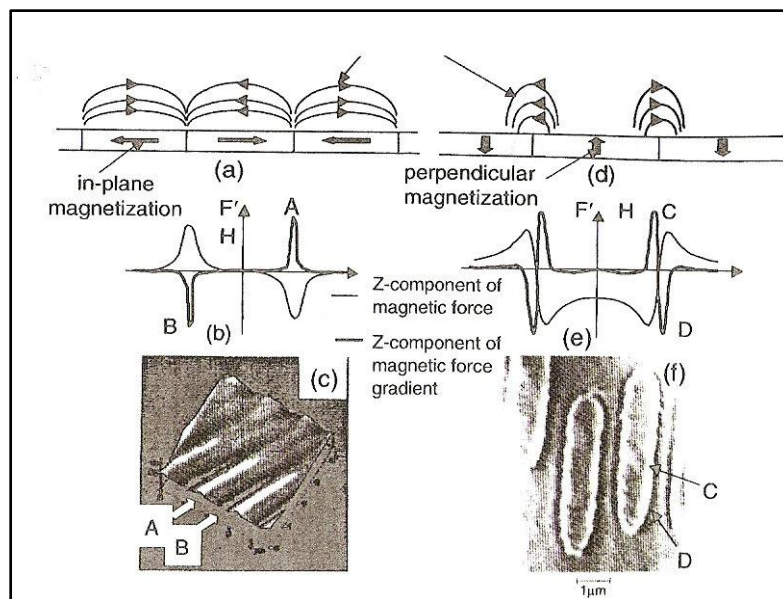 (a)
in-plane
magnetization
perpendicular
magnetization
(d)
F′
H
A
B
(b)
Z-component of
magnetic force
Z-component of
magnetic force
gradient
F′
H
C
D
(e)
(c)
A
B
(f)
C
D
1μm